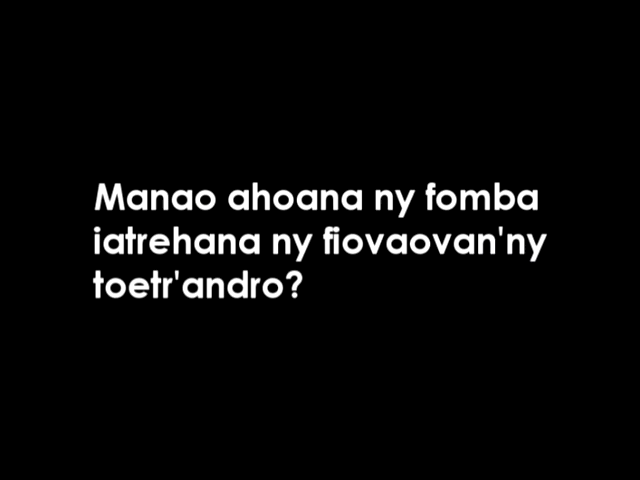 Manao ahoana ny fomba
iatrehana ny fiovaovan'ny
toetr'andro?